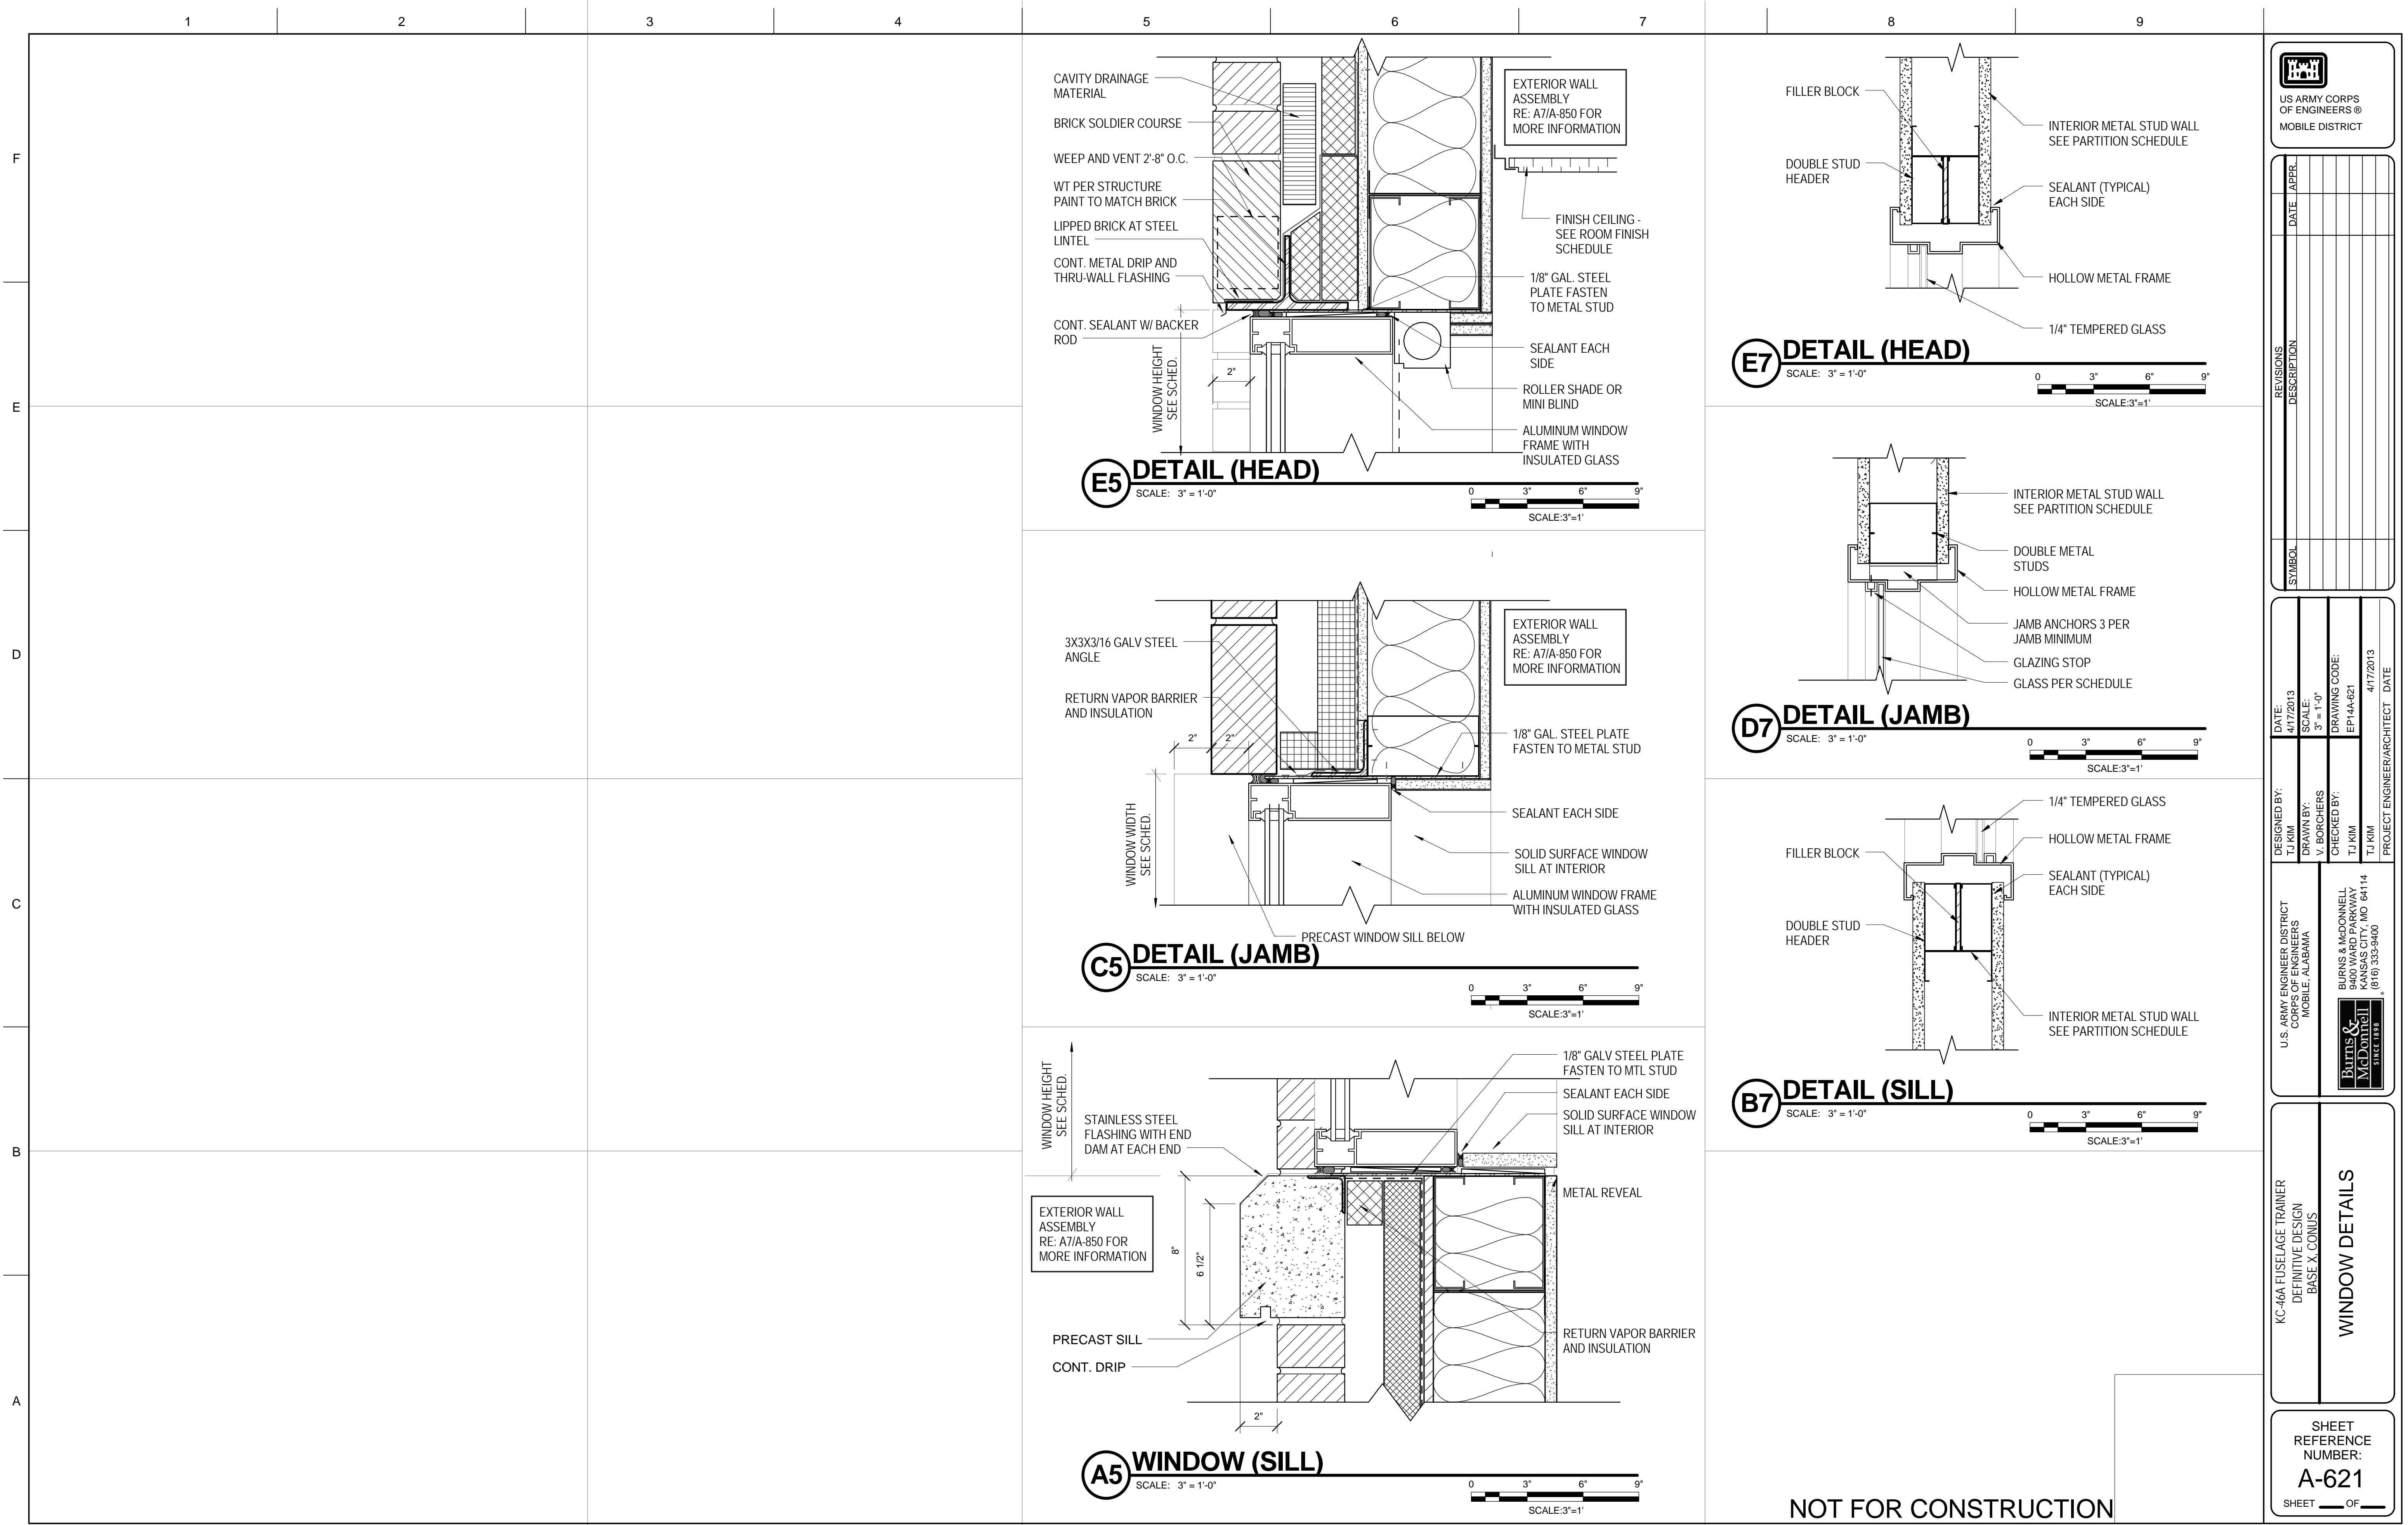 1
2
3
4
5
6
7
8
9
F
E
D
C
B
A
CAVITY DRAINAGE
MATERIAL
BRICK SOLDIER COURSE
WEEP AND VENT 2'-8" O.C.
WT PER STRUCTURE
PAINT TO MATCH BRICK
LIPPED BRICK AT STEEL
LINTEL
CONT. METAL DRIP AND
THRU-WALL FLASHING
CONT. SEALANT W/ BACKER
ROD
WINDOW HEIGHT
SEE SCHED.
2"
EXTERIOR WALL
ASSEMBLY
RE: A7/A-850 FOR
MORE INFORMATION
FINISH CEILING -
SEE ROOM FINISH
SCHEDULE
1/8" GAL. STEEL
PLATE FASTEN
TO METAL STUD
SEALANT EACH
SIDE
ROLLER SHADE OR
MINI BLIND
ALUMINUM WINDOW
FRAME WITH
INSULATED GLASS
E5
DETAIL (HEAD)
SCALE: 3" = 1'-0"
0 3" 6" 9"
SCALE:3"=1'
3X3X3/16 GALV STEEL
ANGLE
RETURN VAPOR BARRIER
AND INSULATION
2"
2"
WINDOW WIDTH
SEE SCHED.
EXTERIOR WALL
ASSEMBLY
RE: A7/A-850 FOR
MORE INFORMATION
1/8" GAL. STEEL PLATE
FASTEN TO METAL STUD
SEALANT EACH SIDE
SOLID SURFACE WINDOW
SILL AT INTERIOR
ALUMINUM WINDOW FRAME
WITH INSULATED GLASS
PRECAST WINDOW SILL BELOW
C5
DETAIL (JAMB)
SCALE: 3" = 1'-0"
0 3" 6" 9"
SCALE:3"=1'
WINDOW HEIGHT
SEE SCHED.
STAINLESS STEEL
FLASHING WITH END
DAM AT EACH END
EXTERIOR WALL
ASSEMBLY
RE: A7/A-850 FOR
MORE INFORMATION
8"
6 1/2"
PRECAST SILL
CONT. DRIP
2"
1/8" GALV STEEL PLATE
FASTEN TO MTL STUD
SEALANT EACH SIDE
SOLID SURFACE WINDOW
SILL AT INTERIOR
METAL REVEAL
RETURN VAPOR BARRIER
AND INSULATION
A5
WINDOW (SILL)
SCALE: 3" = 1'-0"
0 3" 6" 9"
SCALE:3"=1'
FILLER BLOCK
DOUBLE STUD
HEADER
INTERIOR METAL STUD WALL
SEE PARTITION SCHEDULE
SEALANT (TYPICAL)
EACH SIDE
HOLLOW METAL FRAME
1/4" TEMPERED GLASS
E7
DETAIL (HEAD)
SCALE: 3" = 1'-0"
0 3" 6" 9"
SCALE:3"=1'
INTERIOR METAL STUD WALL
SEE PARTITION SCHEDULE
DOUBLE METAL
STUDS
HOLLOW METAL FRAME
JAMB ANCHORS 3 PER
JAMB MINIMUM
GLAZING STOP
GLASS PER SCHEDULE
D7
DETAIL (JAMB)
SCALE: 3" = 1'-0"
0 3" 6" 9"
SCALE:3"=1'
1/4" TEMPERED GLASS
HOLLOW METAL FRAME
FILLER BLOCK
SEALANT (TYPICAL)
EACH SIDE
DOUBLE STUD
HEADER
INTERIOR METAL STUD WALL
SEE PARTITION SCHEDULE
B7
DETAIL (SILL)
SCALE: 3" = 1'-0"
0 3" 6" 9"
SCALE:3"=1'
NOT FOR CONSTRUCTION
US ARMY CORPS
OF ENGINEERS ®
MOBILE DISTRICT
REVISIONS
SYMBOL
DESCRIPTION
DATE
APPR.
DESIGNED BY:
TJ KIM
DATE:
4/17/2013
DRAWN BY:
V. BORCHERS
SCALE:
3" = 1'-0"
CHECKED BY:
TJ KIM
DRAWING CODE:
EP14A-621
TJ KIM
4/17/2013
PROJECT ENGINEER/ARCHITECT DATE
U.S. ARMY ENGINEER DISTRICT
CORPS OF ENGINEERS
MOBILE, ALABAMA
BURNS & McDONNELL
9400 WARD PARKWAY
KANSAS CITY, MO 64114
(816) 333-9400
Burns &
McDonnell
SINCE 1898
®
KC-46A FUSELAGE TRAINER
DEFINITIVE DESIGN
BASE X, CONUS
WINDOW DETAILS
SHEET
REFERENCE
NUMBER:
A-621
SHEET ___ OF ___